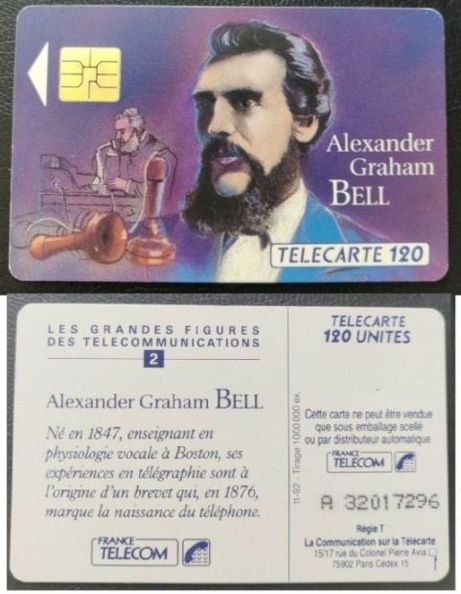 Alexander
Graham
BELL
TELECARTE 120
LES GRANDES FIGURES
DES TELECOMMUNICATIONS
2
Alexander Graham BELL
Né en 1847, enseignant en
physiologie vocale à Boston, ses
expériences en télégraphie sont à
l'origine d'un brevet qui, en 1876,
marque la naissance du téléphone.
FRANCE
TELECOM
11-92 - Tirage 1000000 ex.
TELECARTE
120 UNITES
Cette carte ne peut être vendue
que sous emballage scellé
ou par distributeur automatique.
FRANCE
TELECOM
A 32017296
Régie T
La Communication sur la Télécarte
15/17 rue du Colonel Pierre Avia
75902 Paris Cédex 15